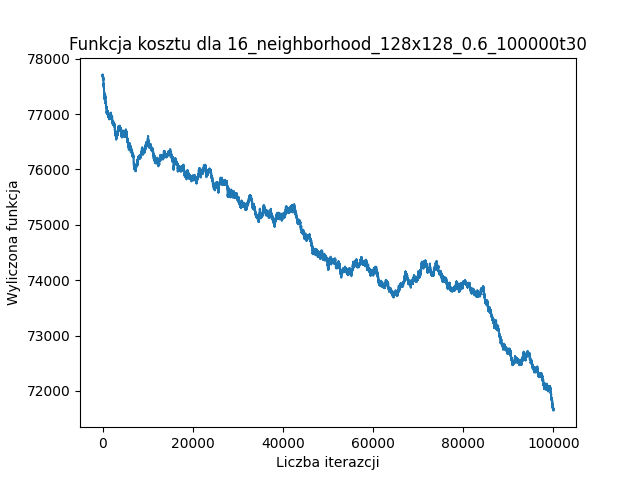 Funkcja kosztu dla 16_neighborhood_128x128_0.6_100000t30
78000
77000
76000
75000
74000
73000
72000
Wyliczona funkcja
0 20000 40000 60000 80000 100000
Liczba iterazcji